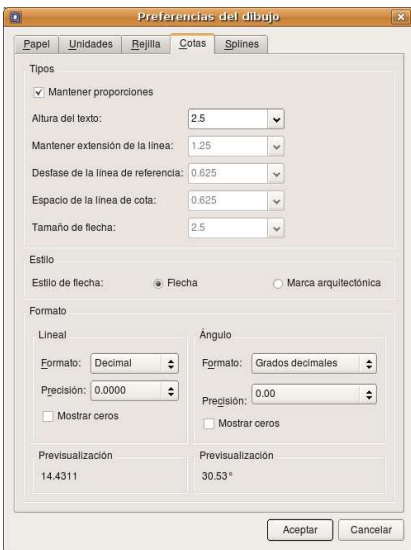 Preferencias del dibujo
Papel Unidades Rejilla Cotas Splines
Tipos
Mantener proporciones
Altura del texto: 2.5
Mantener extensión de la línea: 1.25
Desfase de la línea de referencia: 0.625
Espacio de la línea de cota: 0.625
Tamaño de flecha: 2.5
Estilo
Estilo de flecha: Flecha Marca arquitectónica
Formato
Lineal
Formato: Decimal
Precisión: 0.0000
Mostrar ceros
Previsualización
14.4311
Ángulo
Formato: Grados decimales
Precisión: 0.00
Mostrar ceros
Previsualización
30.53°
Aceptar Cancelar